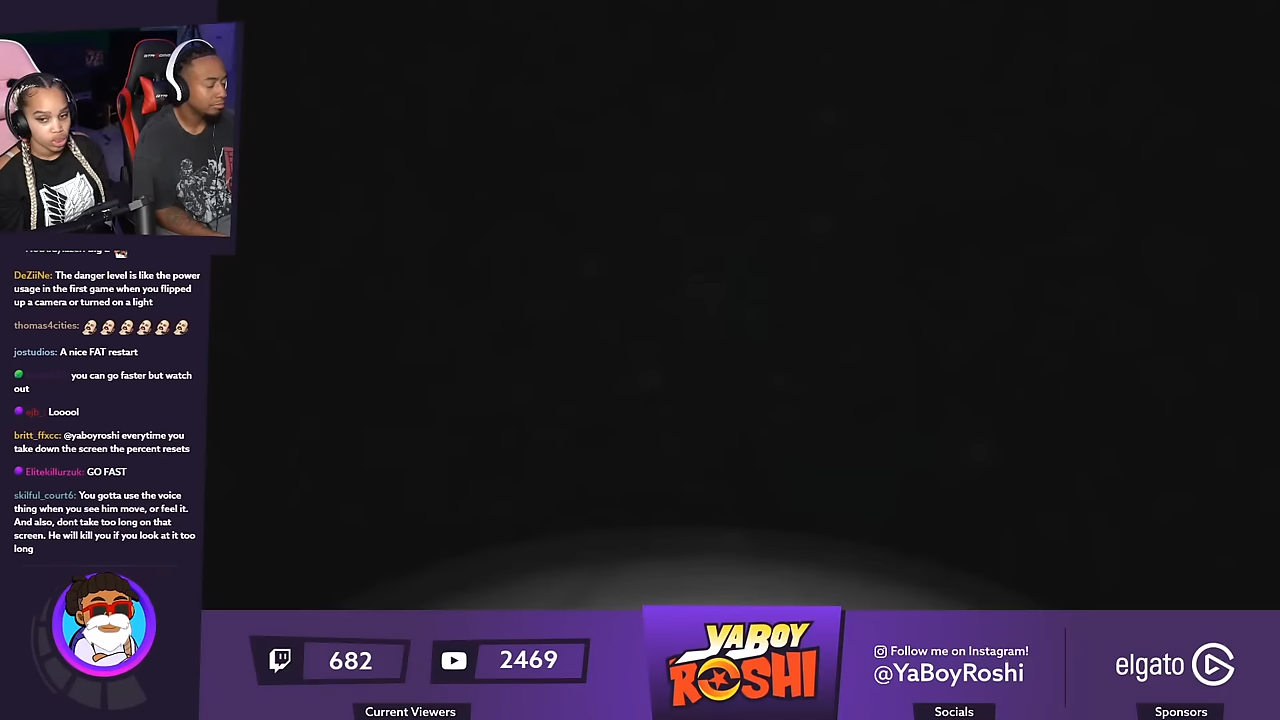 DeZiiNe: The danger level is like the power
usage in the first game when you flipped
up a camera or turned on a light
thomas4cities:
jostudios: A nice FAT restart
you can go faster but watch
out
Looool
britt_ffxcc: @yaboyroshi everytime you
take down the screen the percent resets
Elitekillurzuk: GO FAST
skilful_court6: You gotta use the voice
thing when you see him move, or feel it.
And also, dont take too long on that
screen. He will kill you if you look at it too
long
682
2469
Current Viewers
YABOY
ROSHI
Follow me on Instagram!
@YaBoyRoshi
Socials
elgato
Sponsors